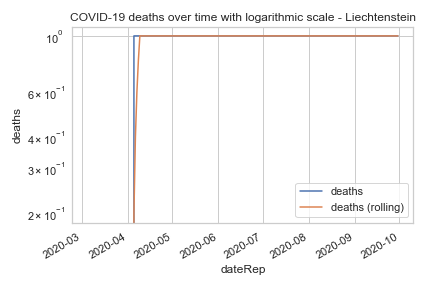 COVID-19 deaths over time with logarithmic scale - Liechtenstein
10⁰
6 × 10⁻¹
4 × 10⁻¹
3 × 10⁻¹
2 × 10⁻¹
deaths
deaths
deaths (rolling)
2020-03
2020-04
2020-05
2020-06
2020-07
2020-08
2020-09
2020-10
dateRep